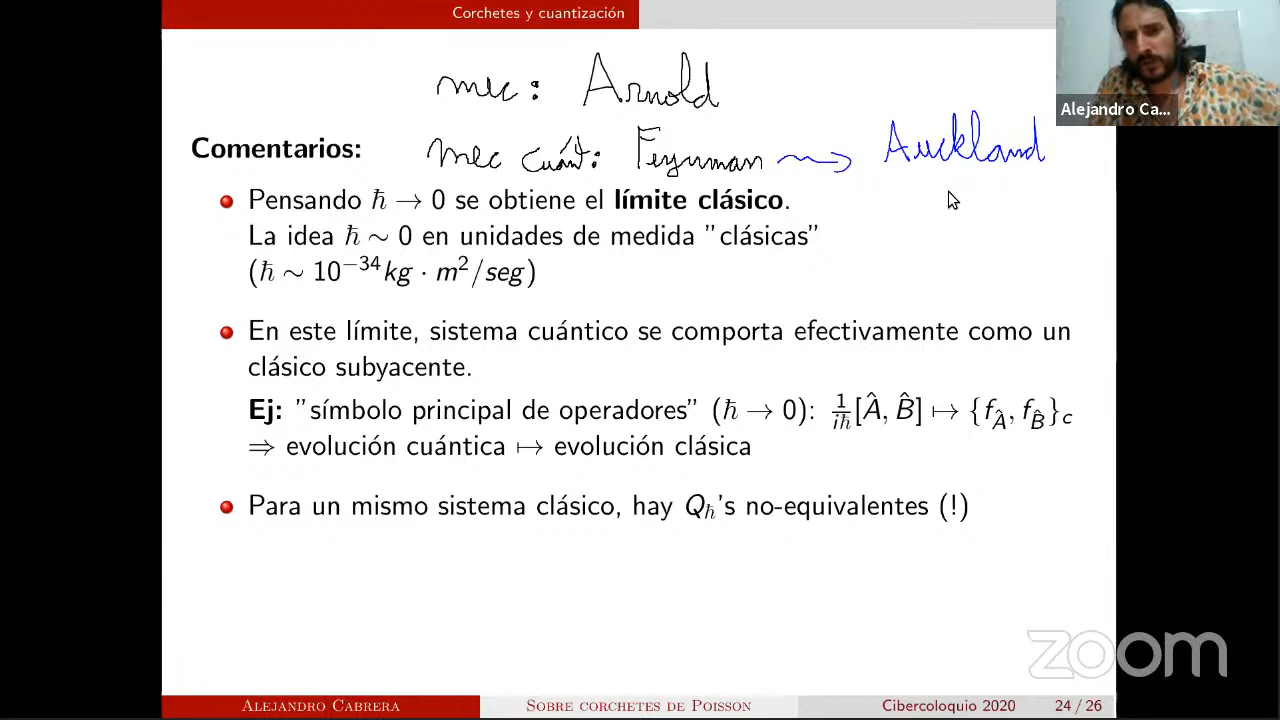 Corchetes y cuantización
mec: Arnold
Alejandro Ca...
Comentarios: mec cuánt: Feynman Auckland
Pensando ℏ → 0 se obtiene el límite clásico.
La idea ℏ ∼ 0 en unidades de medida ”clásicas”
(ℏ ∼ 10⁻³⁴kg · m²/seg)
En este límite, sistema cuántico se comporta efectivamente como un
clásico subyacente.
Ej: ”símbolo principal de operadores” (ℏ → 0): 1/iℏ[Â, B̂] ↦ {f_Â, f_B̂}_c
⇒ evolución cuántica ↦ evolución clásica
Para un mismo sistema clásico, hay Q_ℏ's no-equivalentes (!)
zoom
Alejandro Cabrera Sobre corchetes de Poisson Cibercoloquio 2020 24 / 26